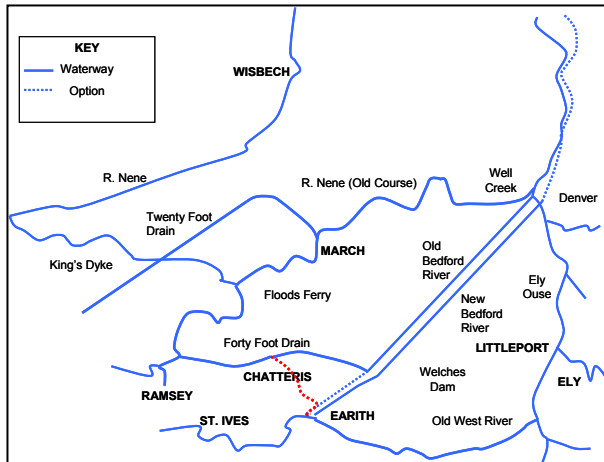 KEY
Waterway
Option
WISBECH
R. Nene
R. Nene (Old Course)
Well
Creek
Denver
Twenty Foot
Drain
MARCH
King's Dyke
Old
Bedford
River
Floods Ferry
Ely
Ouse
New
Bedford
River
Forty Foot Drain
LITTLEPORT
CHATTERIS
Welches
Dam
ELY
RAMSEY
ST. IVES
EARITH
Old West River